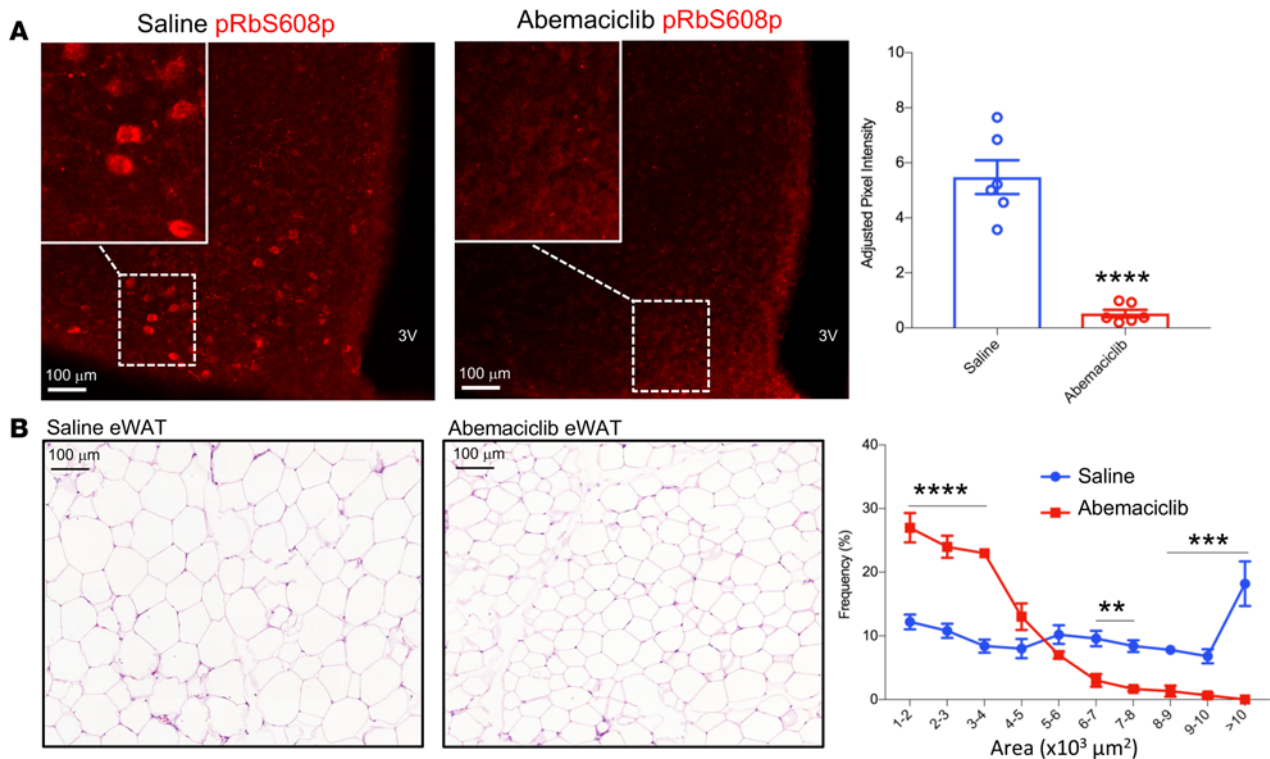 A
Saline pRbS608p
Abemaciclib pRbS608p
3V
100 μm
3V
100 μm
10
8
6
4
2
0
Adjusted Pixel Intensity
****
Saline
Abemaciclib
B
Saline eWAT
100 μm
Abemaciclib eWAT
100 μm
40
30
20
10
0
Frequency (%)
Saline
Abemaciclib
****
**
***
1-2
2-3
3-4
4-5
5-6
6-7
7-8
8-9
9-10
>10
Area (x10³ μm²)